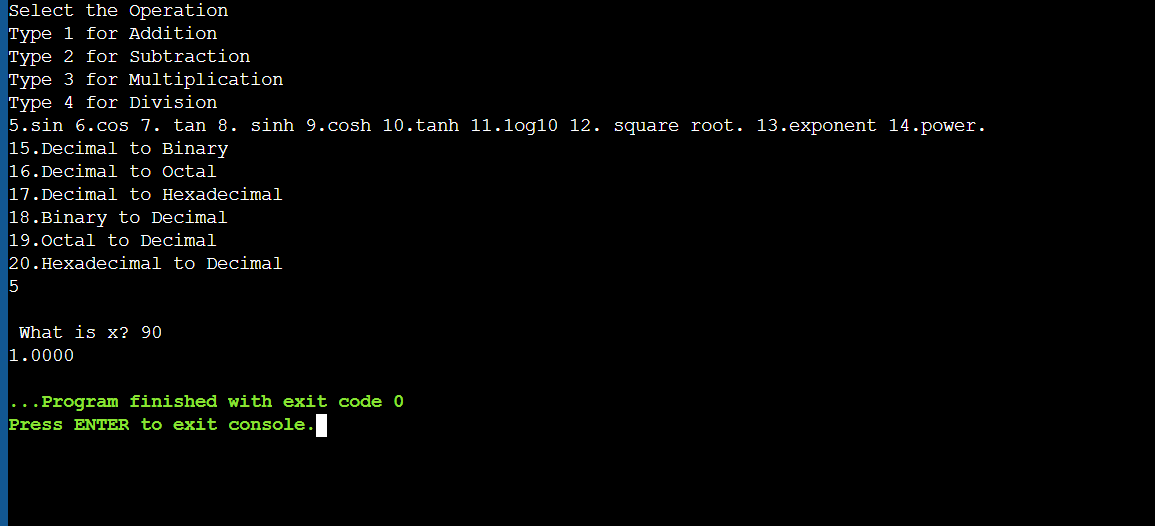 Select the Operation
Type 1 for Addition
Type 2 for Subtraction
Type 3 for Multiplication
Type 4 for Division
5.sin 6.cos 7. tan 8. sinh 9.cosh 10.tanh 11.log10 12. square root. 13.exponent 14.power.
15.Decimal to Binary
16.Decimal to Octal
17.Decimal to Hexadecimal
18.Binary to Decimal
19.Octal to Decimal
20.Hexadecimal to Decimal
5
What is x? 90
1.0000
...Program finished with exit code 0
Press ENTER to exit console.